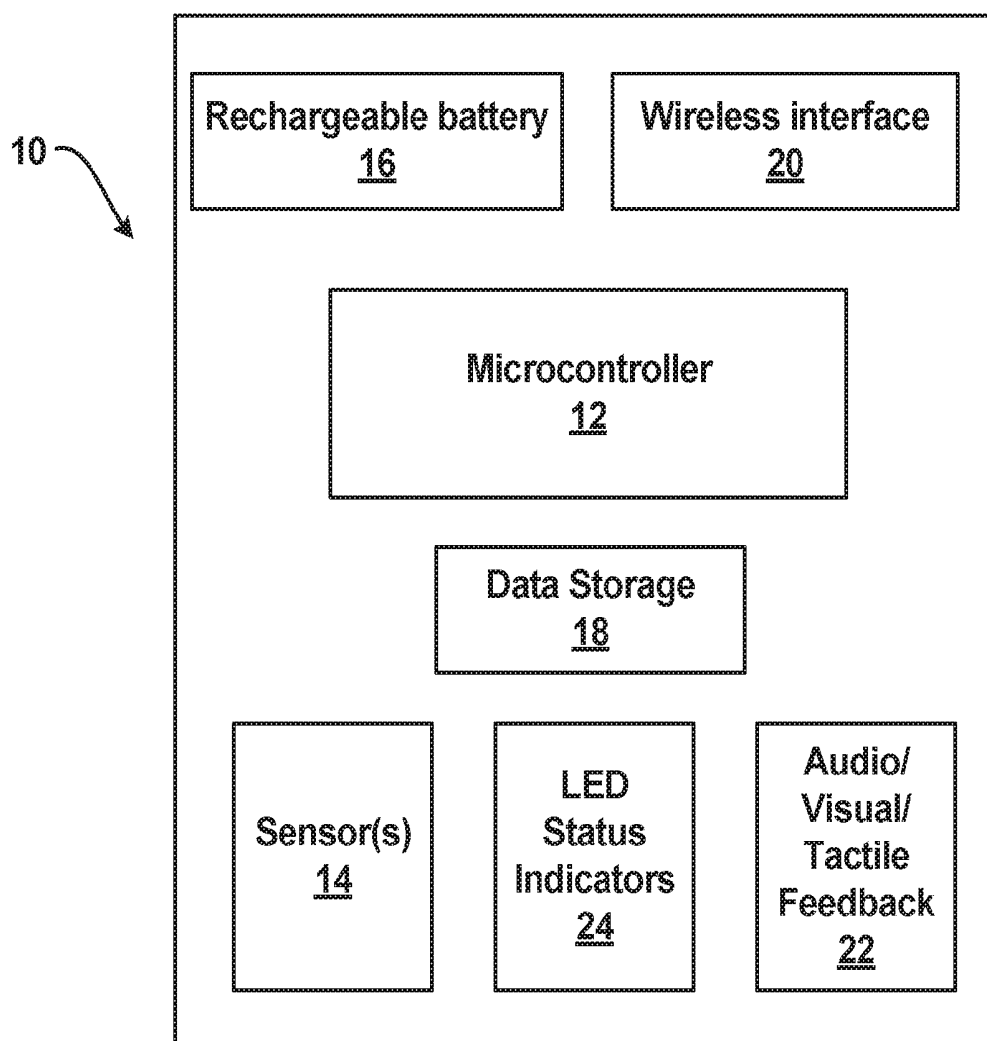 Rechargeable battery
16
Wireless interface
20
10
Microcontroller
12
Data Storage
18
Sensor(s)
14
LED
Status
Indicators
24
Audio/
Visual/
Tactile
Feedback
22